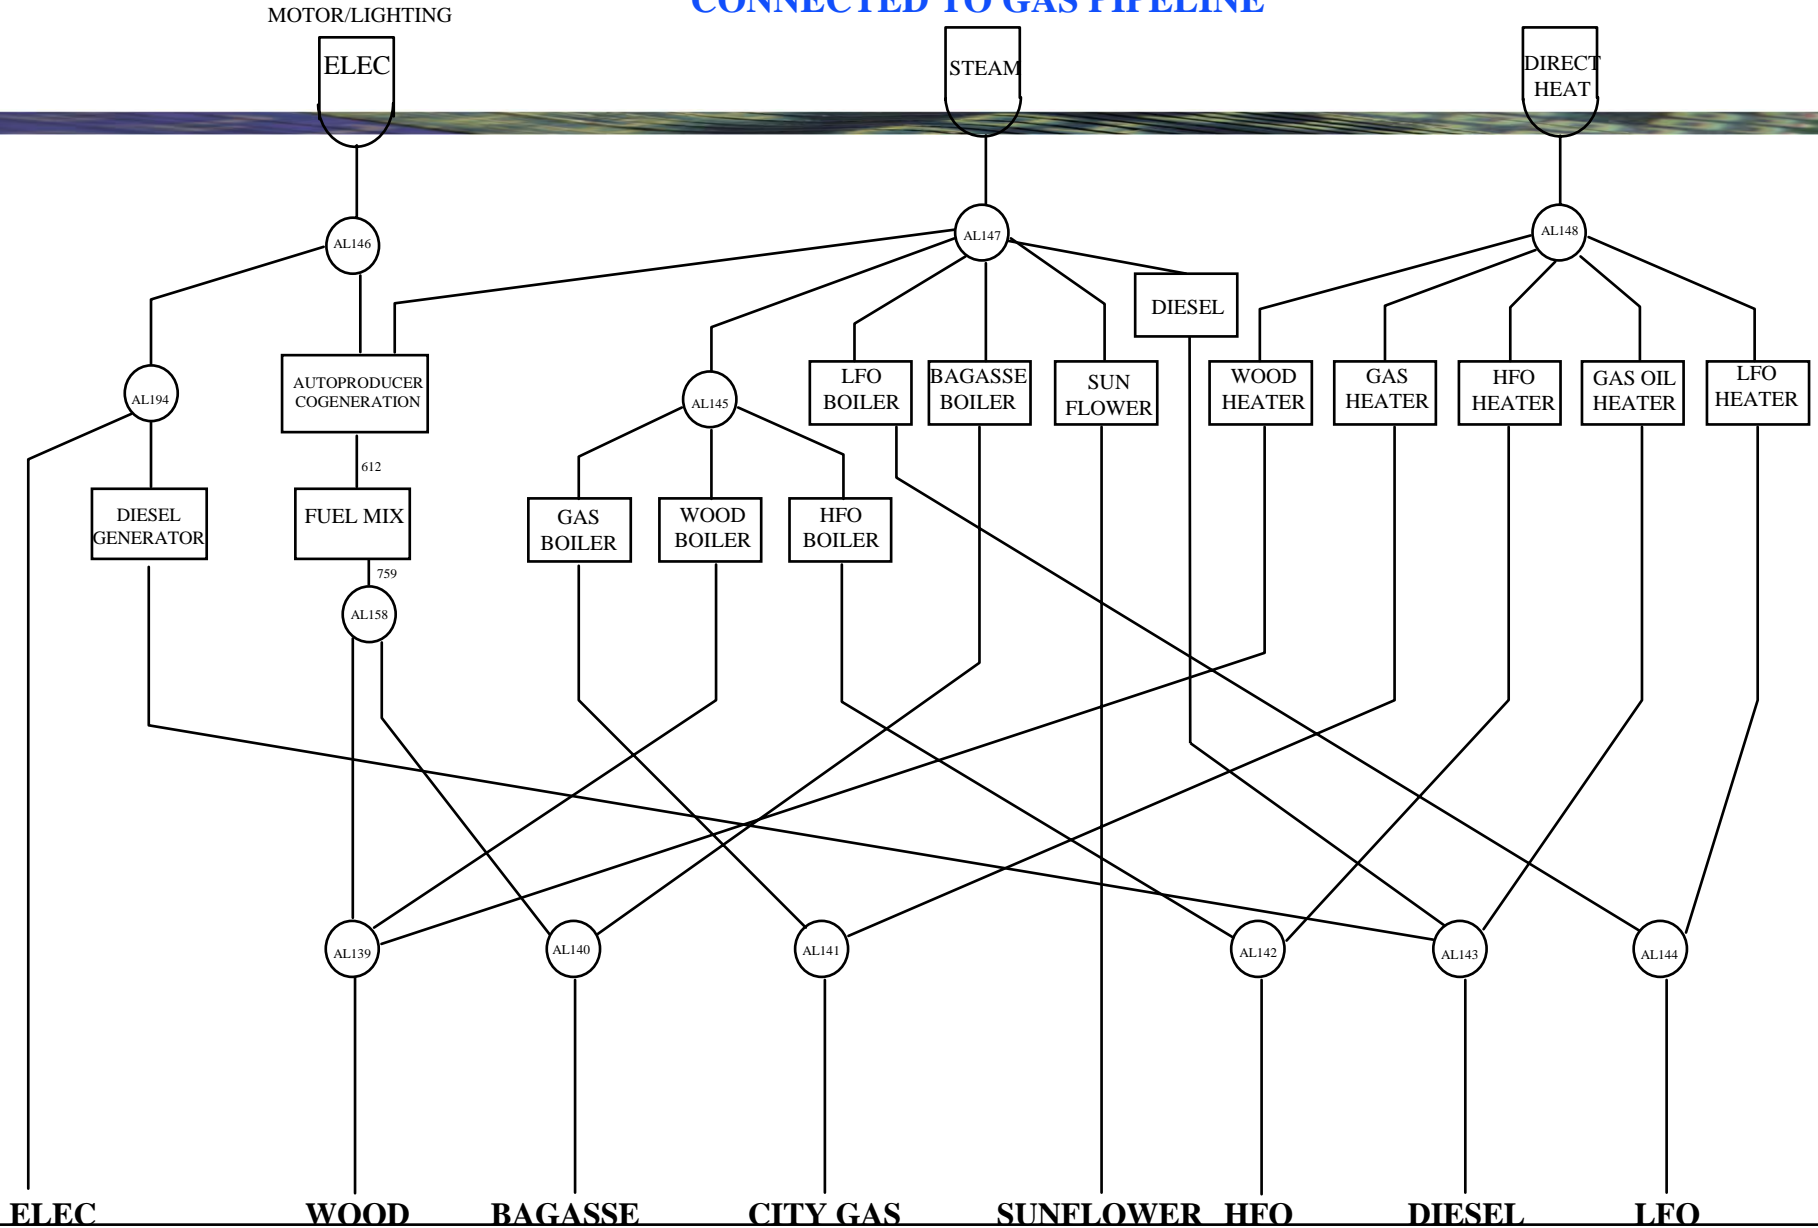 CONNECTED TO GAS PIPELINE
MOTOR/LIGHTING
ELEC
STEAM
DIRECT
HEAT
AL146
AL147
AL148
DIESEL
AL194
AUTOPRODUCER
COGENERATION
AL145
LFO
BOILER
BAGASSE
BOILER
SUN
FLOWER
WOOD
HEATER
GAS
HEATER
HFO
HEATER
GAS OIL
HEATER
LFO
HEATER
612
DIESEL
GENERATOR
FUEL MIX
GAS
BOILER
WOOD
BOILER
HFO
BOILER
759
AL158
AL139
AL140
AL141
AL142
AL143
AL144
ELEC
WOOD
BAGASSE
CITY GAS
SUNFLOWER
HFO
DIESEL
LFO